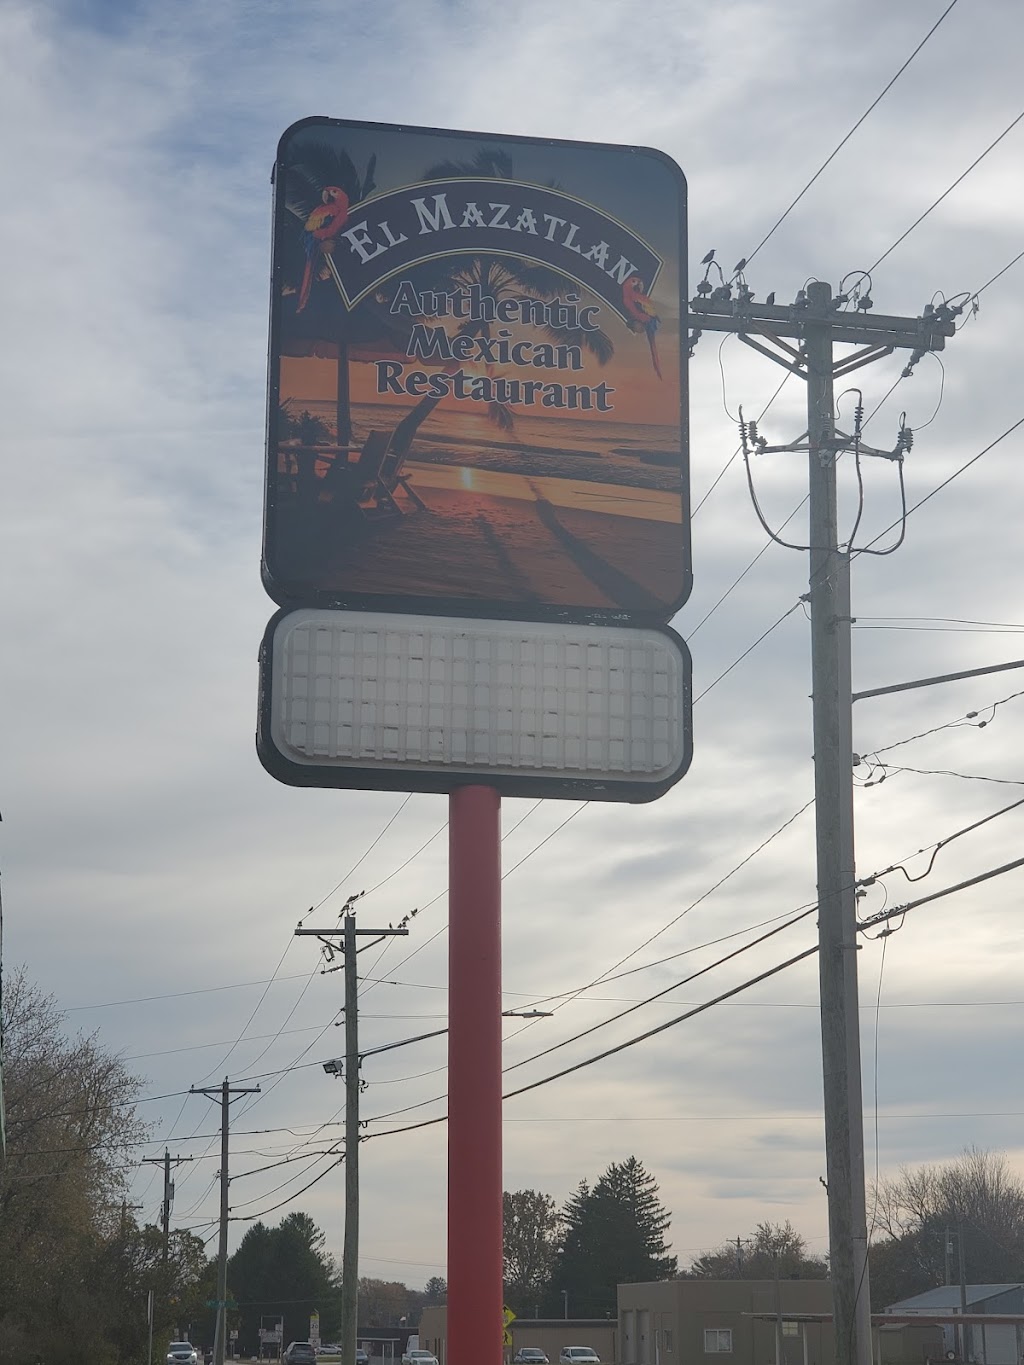 El Mazatlan
Authentic
Mexican
Restaurant